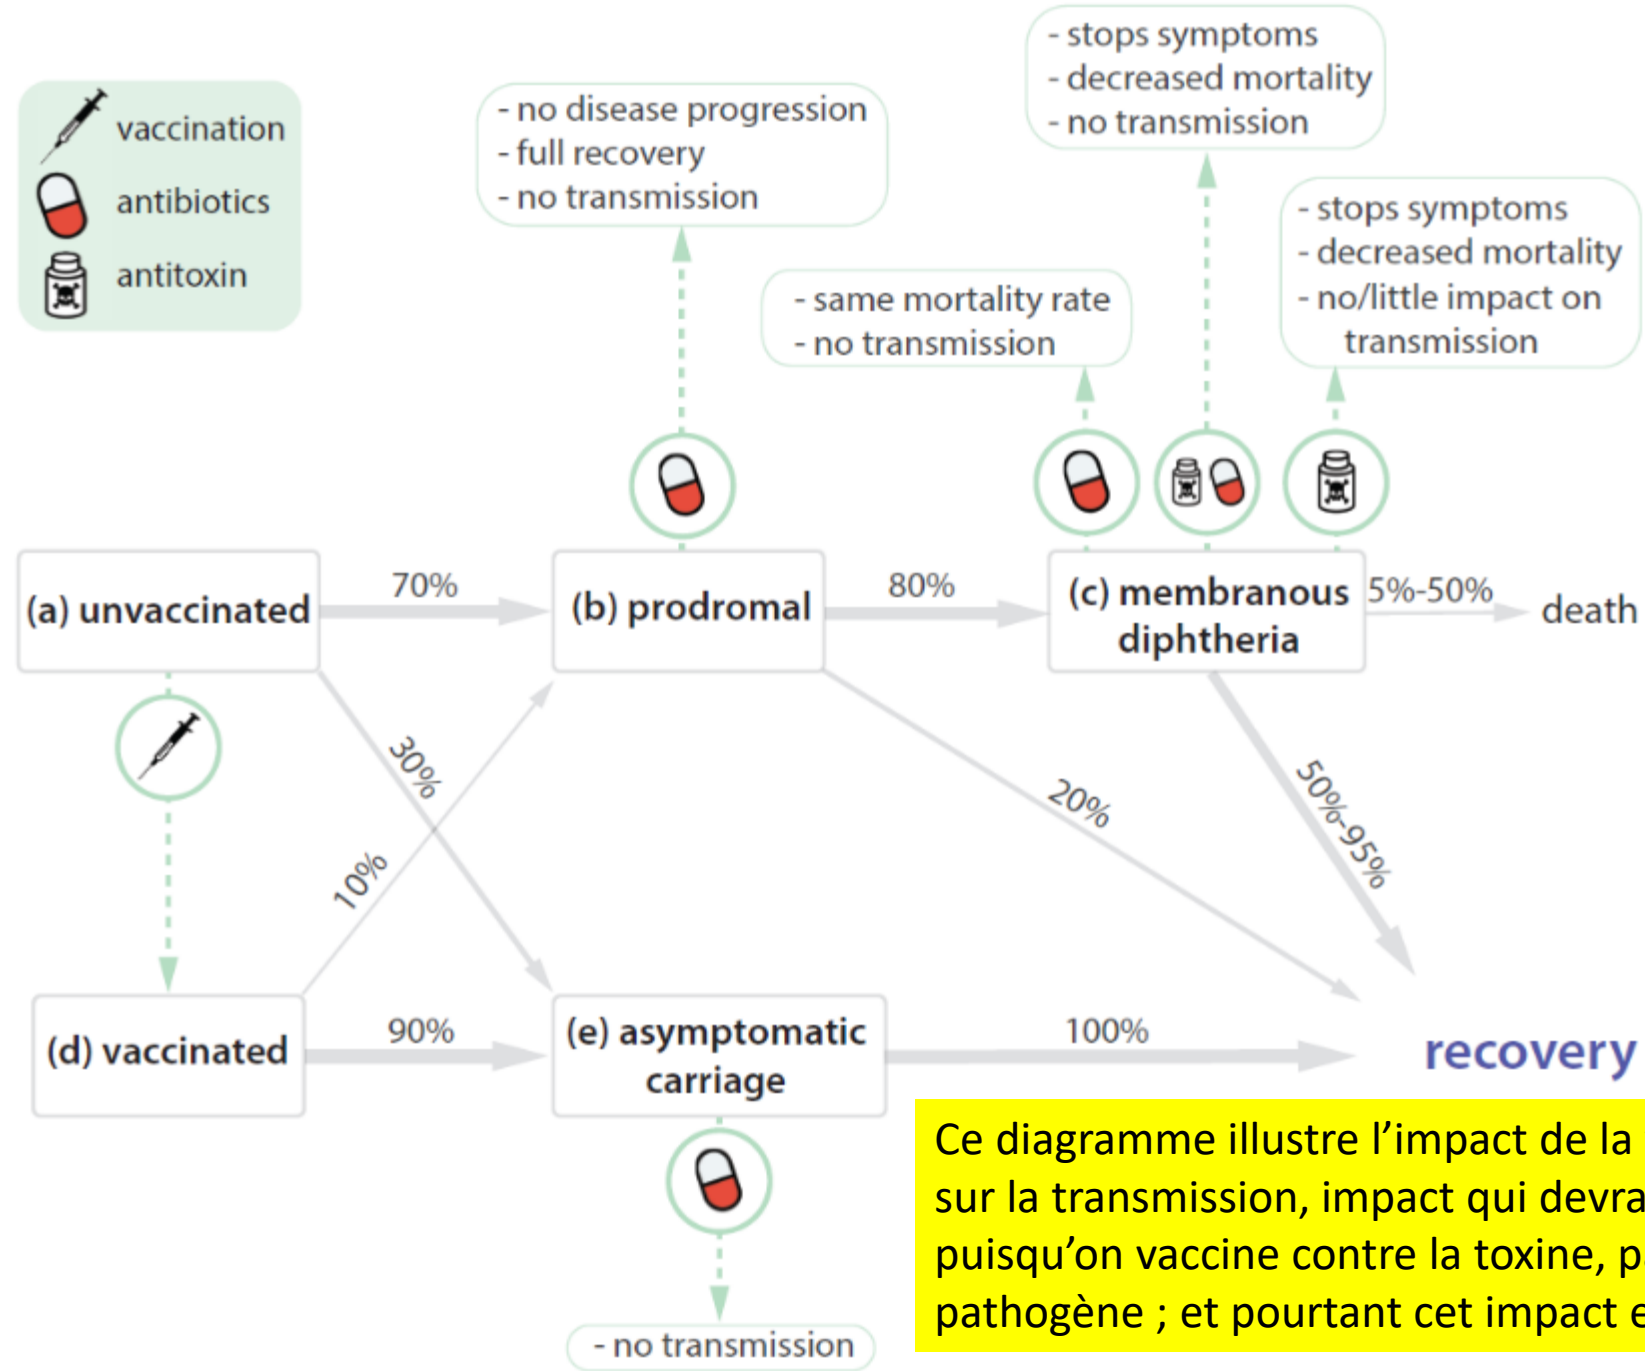 vaccination
antibiotics
antitoxin
- no disease progression
- full recovery
- no transmission
- stops symptoms
- decreased mortality
- no transmission
- same mortality rate
- no transmission
- stops symptoms
- decreased mortality
- no/little impact on
transmission
(a) unvaccinated
70%
(b) prodromal
80%
(c) membranous
diphtheria
5%-50%
death
30%
10%
20%
50%-95%
(d) vaccinated
90%
(e) asymptomatic
carriage
100%
recovery
- no transmission
Ce diagramme illustre l’impact de la
sur la transmission, impact qui
puisqu’on vaccine contre la toxine,
pathogène ; et pourtant cet impact